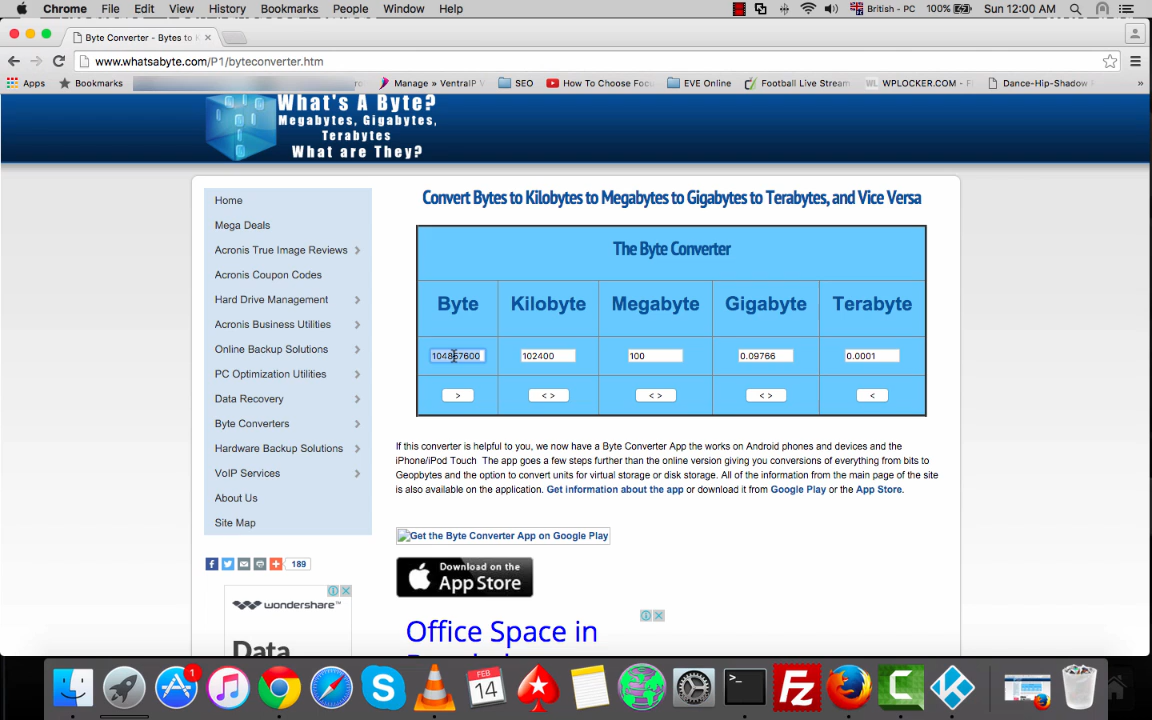 Chrome File Edit View History Bookmarks People Window Help British - PC 100% Sun 12:00 AM
Byte Converter - Bytes to K
www.whatsabyte.com/P1/byteconverter.htm
Apps Bookmarks Manage » VentraIP SEO How To Choose Foc EVE Online Football Live Stream WPLOCKER.COM - F Dance-Hip-Shadow »
What's A Byte?
Megabytes, Gigabytes,
Terabytes
What are They?
Home
Mega Deals
Acronis True Image Reviews
Acronis Coupon Codes
Hard Drive Management
Acronis Business Utilities
Online Backup Solutions
PC Optimization Utilities
Data Recovery
Byte Converters
Hardware Backup Solutions
VoIP Services
About Us
Site Map
189
wondershare™
Data
Convert Bytes to Kilobytes to Megabytes to Gigabytes to Terabytes, and Vice Versa
The Byte Converter
Byte Kilobyte Megabyte Gigabyte Terabyte
104857600 102400 100 0.09766 0.0001
> < > < > < > <
If this converter is helpful to you, we now have a Byte Converter App the works on Android phones and devices and the
iPhone/iPod Touch The app goes a few steps further than the online version giving you conversions of everything from bits to
Geopbytes and the option to convert units for virtual storage or disk storage. All of the information from the main page of the site
is also available on the application. Get information about the app or download it from Google Play or the App Store.
Get the Byte Converter App on Google Play
Download on the
App Store
Office Space in
1
FEB
14
>_
Fz
C